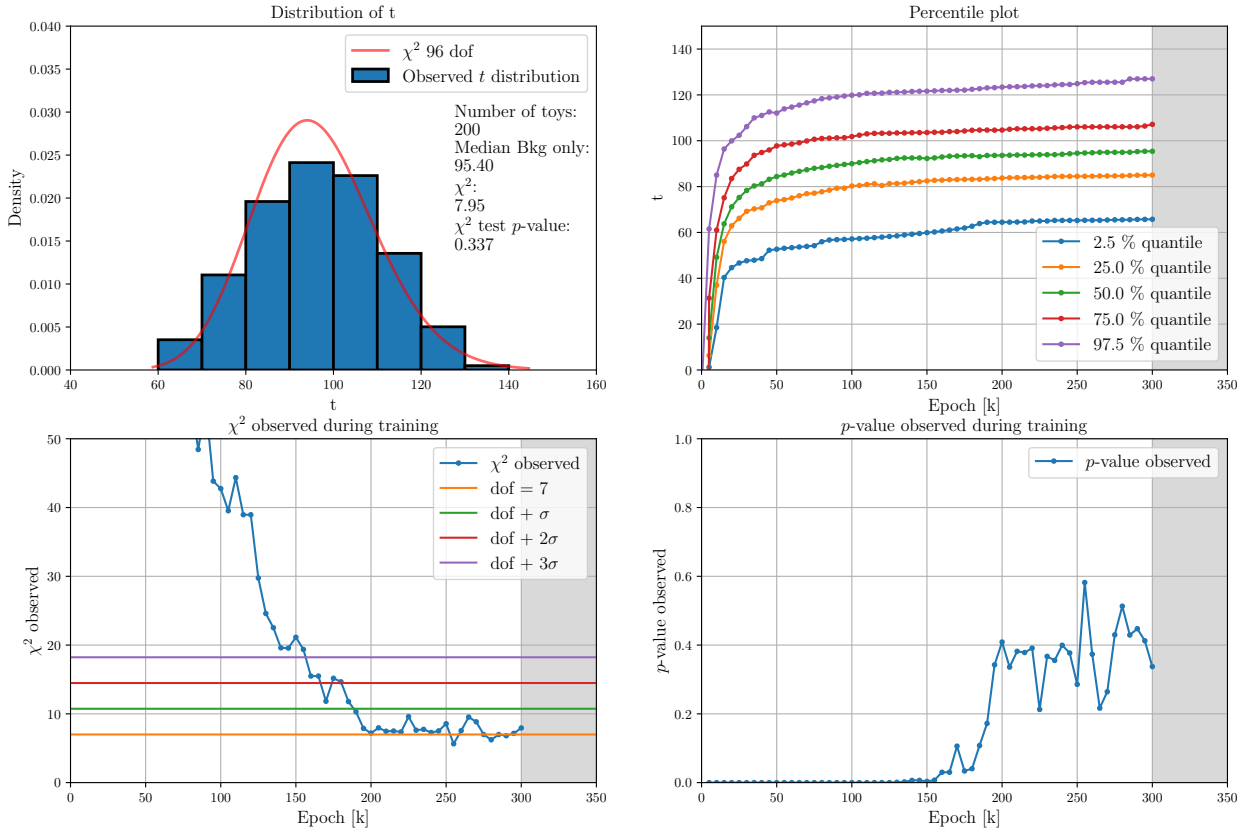 Distribution of t
Density
0.040
0.035
0.030
0.025
0.020
0.015
0.010
0.005
0.000
χ² 96 dof
Observed t distribution
Number of toys:
200
Median Bkg only:
95.40
χ²:
7.95
χ² test p-value:
0.337
40 60 80 100 120 140 160
t
Percentile plot
t
140
120
100
80
60
40
20
0
2.5 % quantile
25.0 % quantile
50.0 % quantile
75.0 % quantile
97.5 % quantile
0 50 100 150 200 250 300 350
Epoch [k]
χ² observed during training
χ² observed
50
40
30
20
10
0
χ² observed
dof = 7
dof + σ
dof + 2σ
dof + 3σ
0 50 100 150 200 250 300 350
Epoch [k]
p-value observed during training
p-value observed
1.0
0.8
0.6
0.4
0.2
0.0
p-value observed
0 50 100 150 200 250 300 350
Epoch [k]